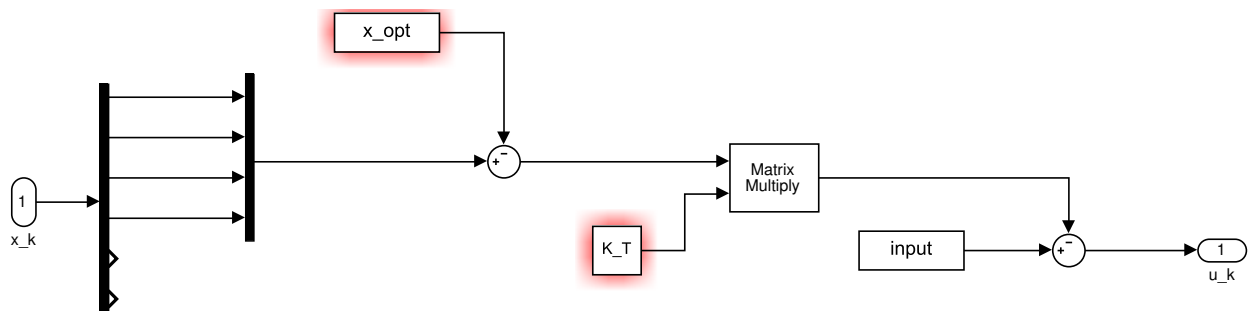 x_opt
1
x_k
+
−
Matrix
Multiply
K_T
input
+
−
1
u_k